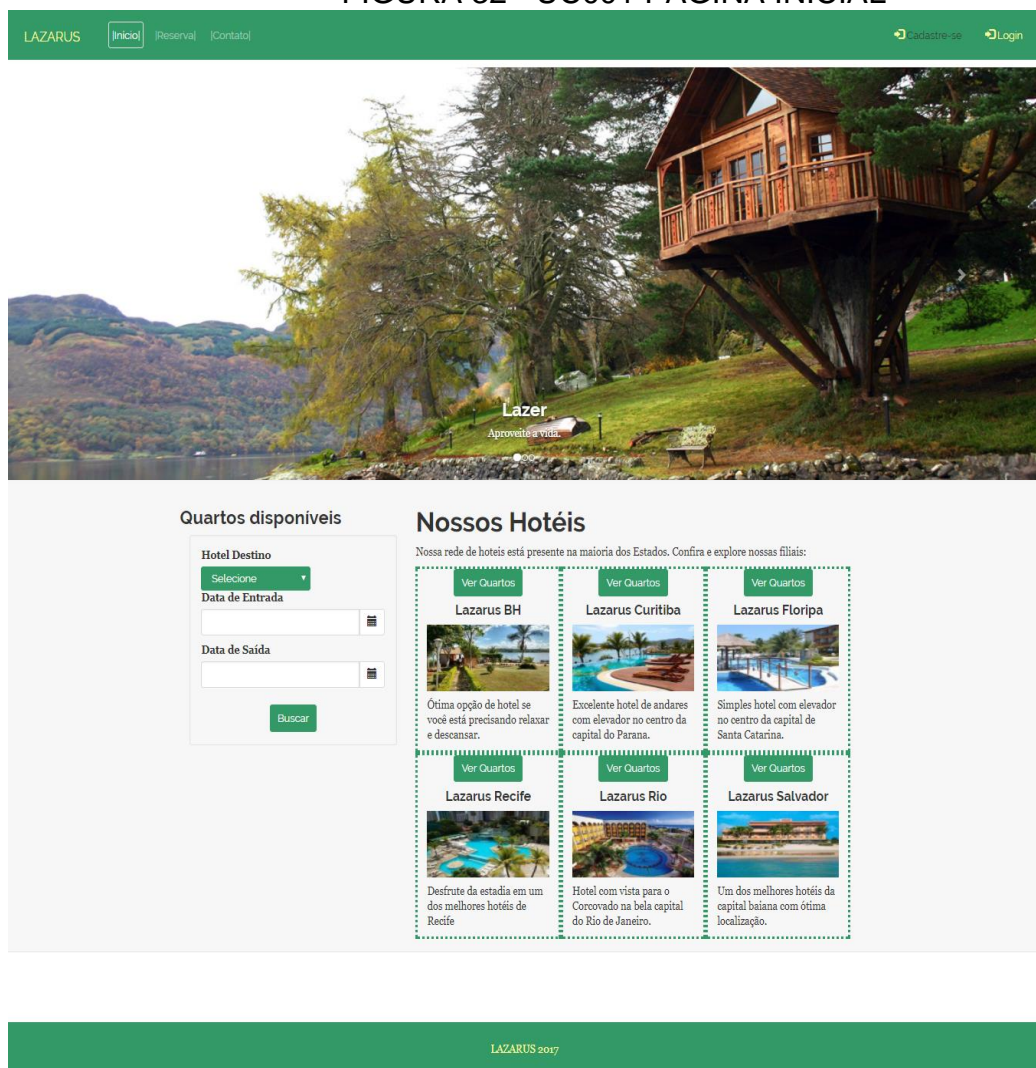 LAZARUS |Início| |Reserva| |Contato| Cadastre-se Login
Lazer
Aproveite a vida.
Quartos disponíveis
Hotel Destino
Selecione
Data de Entrada
Data de Saída
Buscar
Nossos Hotéis
Nossa rede de hoteis está presente na maioria dos Estados. Confira e explore nossas filiais:
Ver Quartos
Lazarus BH
Ótima opção de hotel se
você está precisando relaxar
e descansar.
Ver Quartos
Lazarus Curitiba
Excelente hotel de andares
com elevador no centro da
capital do Parana.
Ver Quartos
Lazarus Floripa
Simples hotel com elevador
no centro da capital de
Santa Catarina.
Ver Quartos
Lazarus Recife
Desfrute da estadia em um
dos melhores hotéis de
Recife
Ver Quartos
Lazarus Rio
Hotel com vista para o
Corcovado na bela capital
do Rio de Janeiro.
Ver Quartos
Lazarus Salvador
Um dos melhores hotéis da
capital baiana com ótima
localização.
LAZARUS 2017